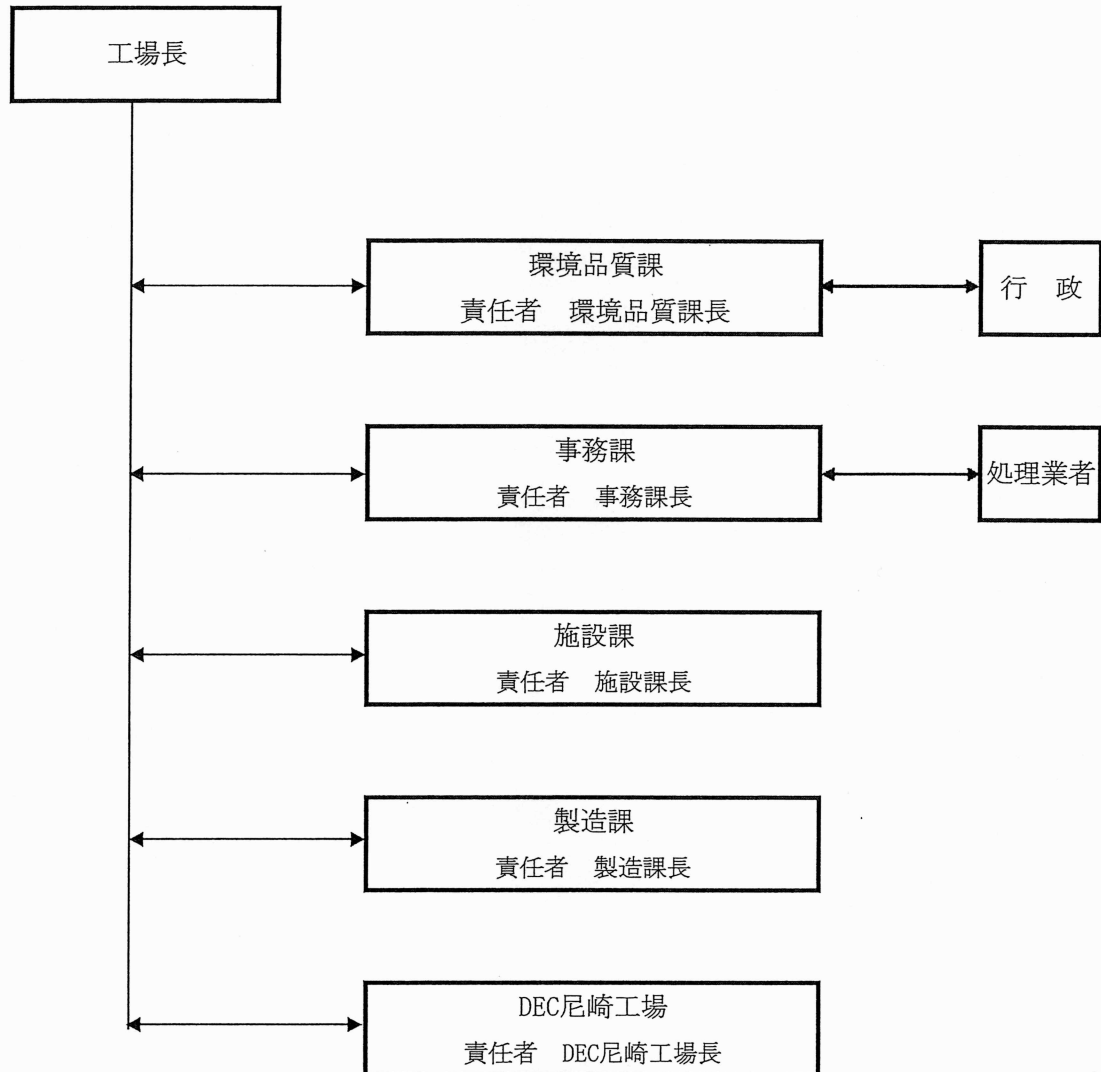 工場長
環境品質課
責任者　環境品質課長
行　政
事務課
責任者　事務課長
処理業者
施設課
責任者　施設課長
製造課
責任者　製造課長
DEC尼崎工場
責任者　DEC尼崎工場長